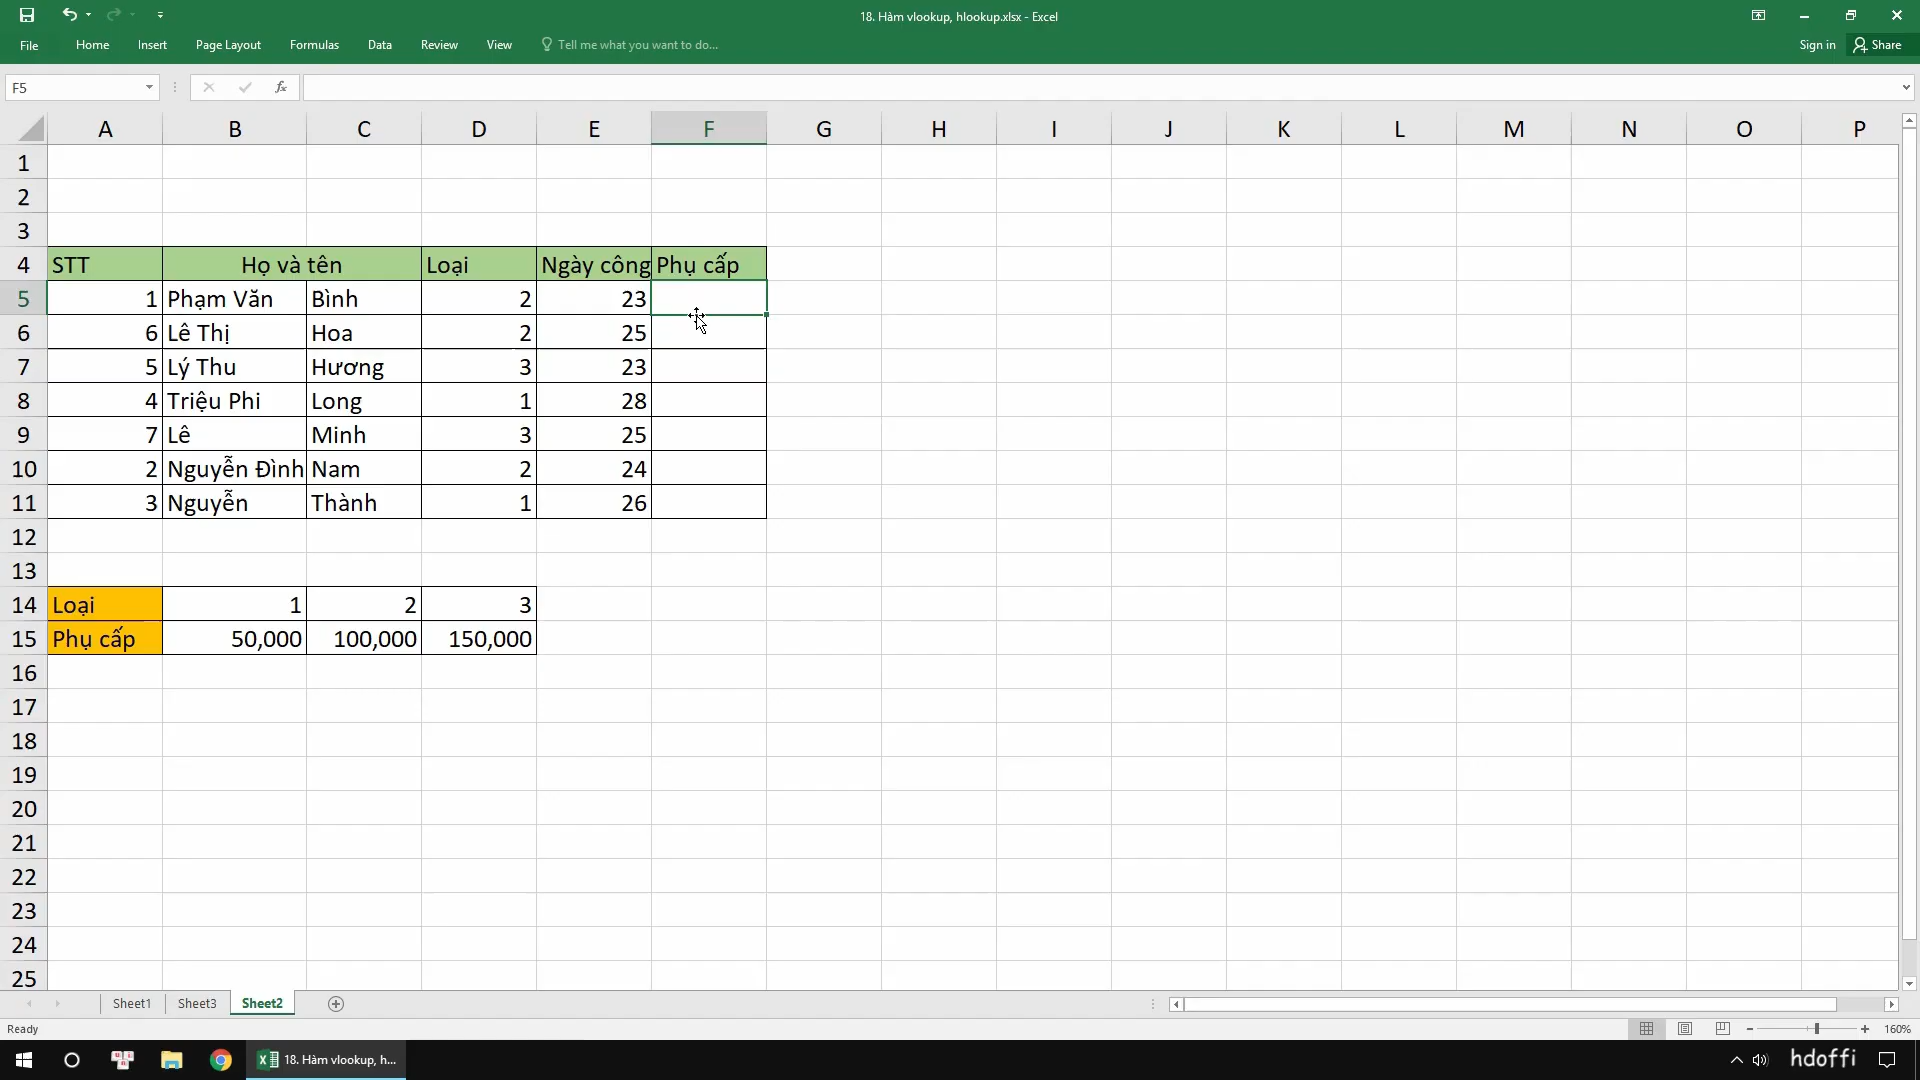 18. Hàm vlookup, hlookup.xlsx - Excel
File Home Insert Page Layout Formulas Data Review View Tell me what you want to do... Sign in Share
F5 fx
A B C D E F G H I J K L M N O P
1
2
3
4 STT Họ và tên Loại Ngày công Phụ cấp
5 1 Phạm Văn Bình 2 23
6 6 Lê Thị Hoa 2 25
7 5 Lý Thu Hương 3 23
8 4 Triệu Phi Long 1 28
9 7 Lê Minh 3 25
10 2 Nguyễn Đình Nam 2 24
11 3 Nguyễn Thành 1 26
12
13
14 Loại 1 2 3
15 Phụ cấp 50,000 100,000 150,000
16
17
18
19
20
21
22
23
24
25
Sheet1 Sheet3 Sheet2
Ready 160%
18. Hàm vlookup, h... hdoffi